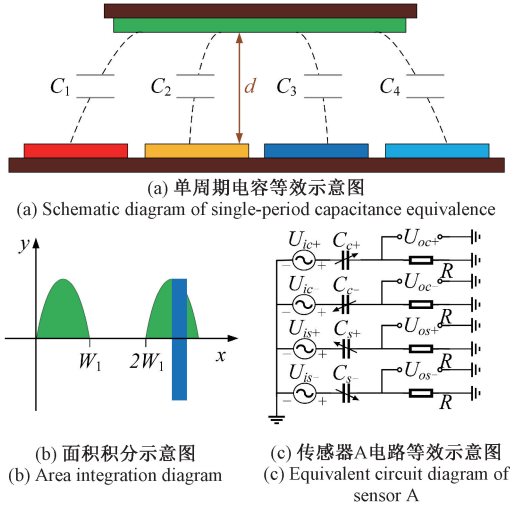 C1 C2 d C3 C4
(a) 单周期电容等效示意图
(a) Schematic diagram of single-period capacitance equivalence
y
W1 2W1 x
(b) 面积积分示意图
(b) Area integration diagram
Uic+ Cc+ Uoc+
− + R
Uic− Cc− Uoc−
− + R
Uis+ Cs+ Uos+
− + R
Uis− Cs− Uos−
− + R
(c) 传感器A电路等效示意图
(c) Equivalent circuit diagram of
sensor A